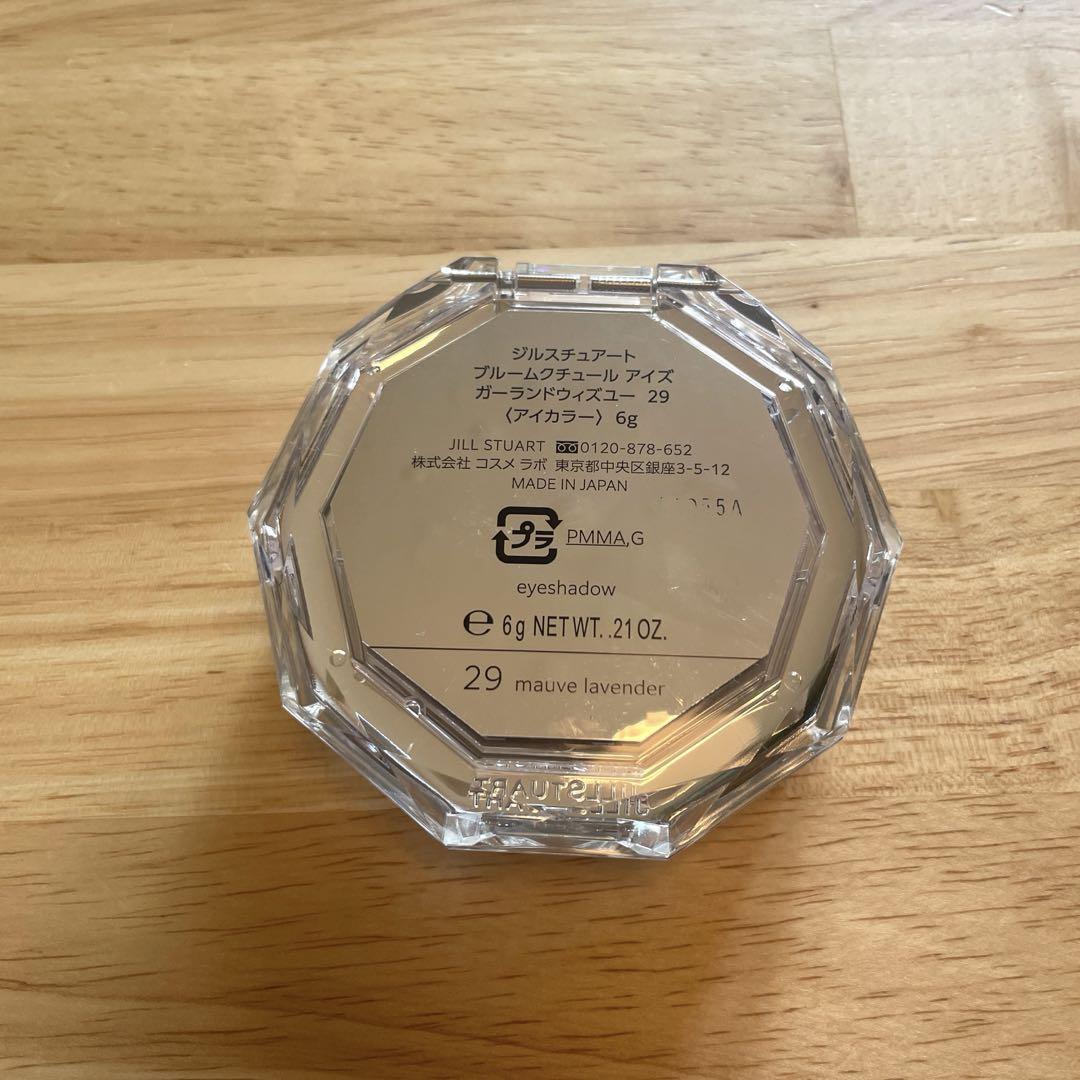 ジルスチュアート
ブルームクチュール アイズ
ガーランドウィズユー 29
〈アイカラー〉 6g
JILL STUART 0120-878-652
株式会社 コスメ ラボ 東京都中央区銀座3-5-12
MADE IN JAPAN
プラ PMMA,G
eyeshadow
℮ 6g NET WT. .21 OZ.
29 mauve lavender
JILL STUART